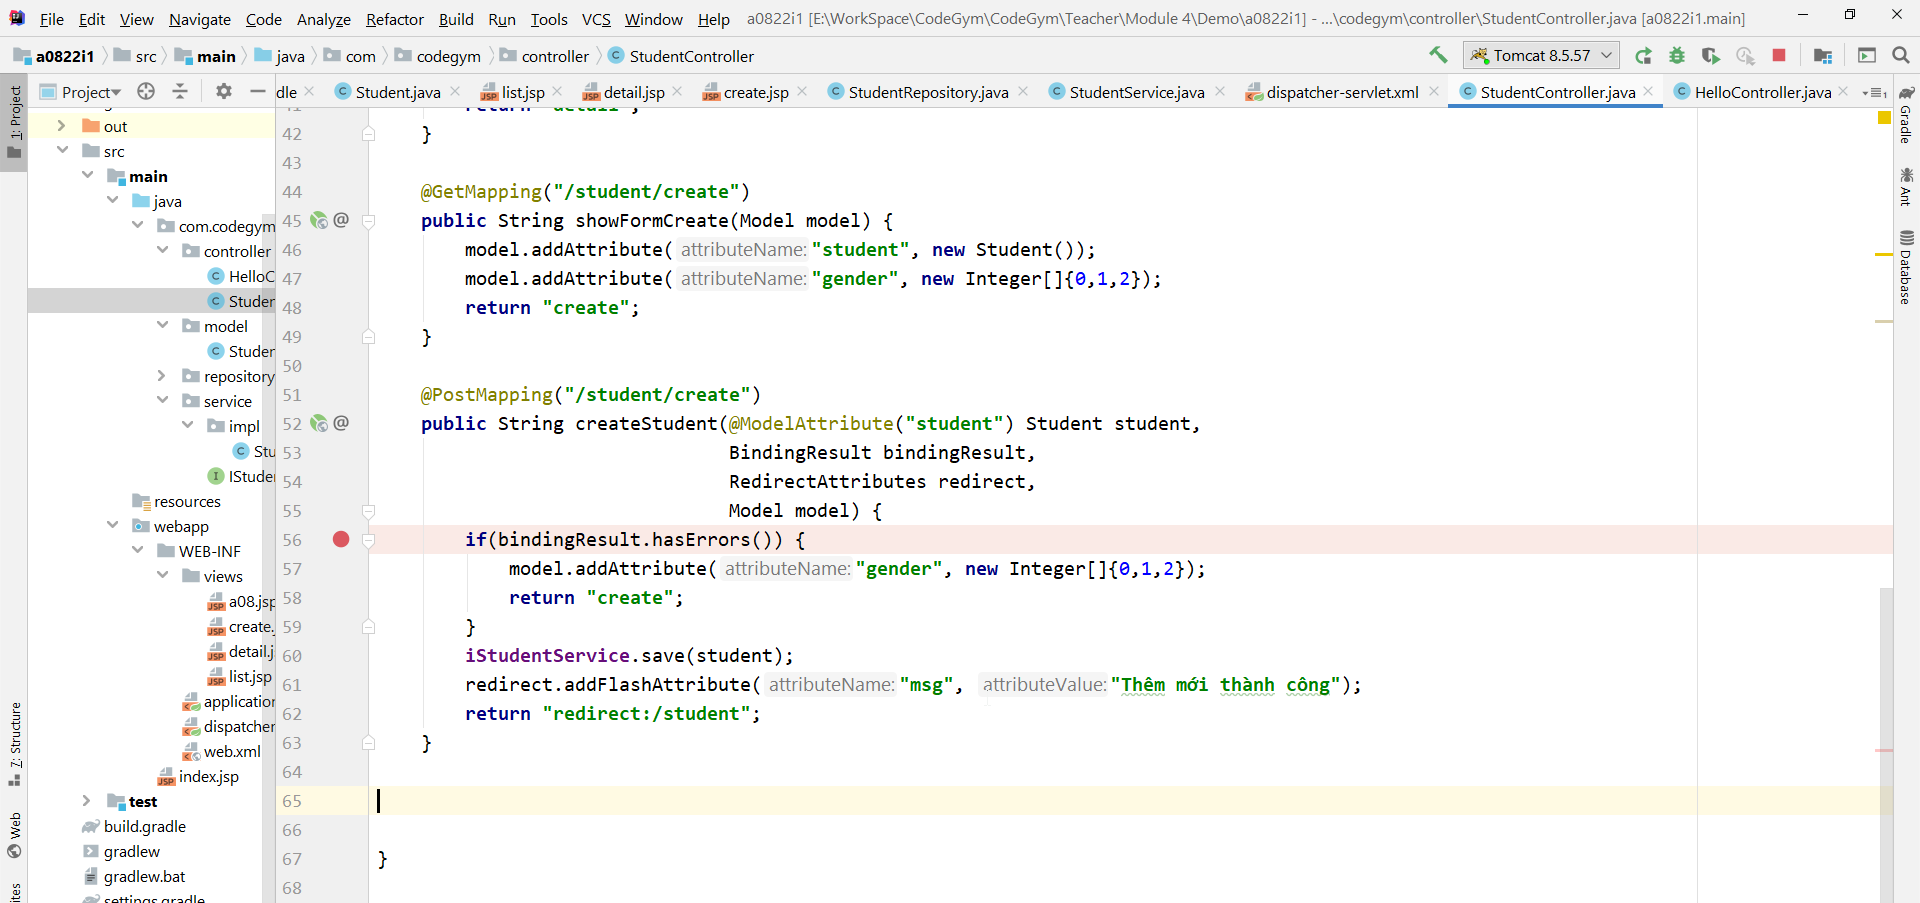 File Edit View Navigate Code Analyze Refactor Build Run Tools VCS Window Help a0822i1 [E:\WorkSpace\CodeGym\CodeGym\Teacher\Module 4\Demo\a0822i1] - ...\codegym\controller\StudentController.java [a0822i1.main]
a0822i1 src main java com codegym controller StudentController Tomcat 8.5.57
Project dle Student.java list.jsp detail.jsp create.jsp StudentRepository.java StudentService.java dispatcher-servlet.xml StudentController.java HelloController.java
1: Project
7: Structure
Web
ites
out
src
main
java
com.codegym
controller
HelloC
Studen
model
Studen
repository
service
impl
Stu
IStuden
resources
webapp
WEB-INF
views
a08.jsp
create.
detail.j
list.jsp
application
dispatcher
web.xml
index.jsp
test
build.gradle
gradlew
gradlew.bat
settings.gradle
41 return "detail";
42 }
43
44 @GetMapping("/student/create")
45 @ public String showFormCreate(Model model) {
46 model.addAttribute( attributeName: "student", new Student());
47 model.addAttribute( attributeName: "gender", new Integer[]{0,1,2});
48 return "create";
49 }
50
51 @PostMapping("/student/create")
52 @ public String createStudent(@ModelAttribute("student") Student student,
53 BindingResult bindingResult,
54 RedirectAttributes redirect,
55 Model model) {
56 if(bindingResult.hasErrors()) {
57 model.addAttribute( attributeName: "gender", new Integer[]{0,1,2});
58 return "create";
59 }
60 iStudentService.save(student);
61 redirect.addFlashAttribute( attributeName: "msg", attributeValue: "Thêm mới thành công");
62 return "redirect:/student";
63 }
64
65
66
67 }
68
Gradle
Ant
Database